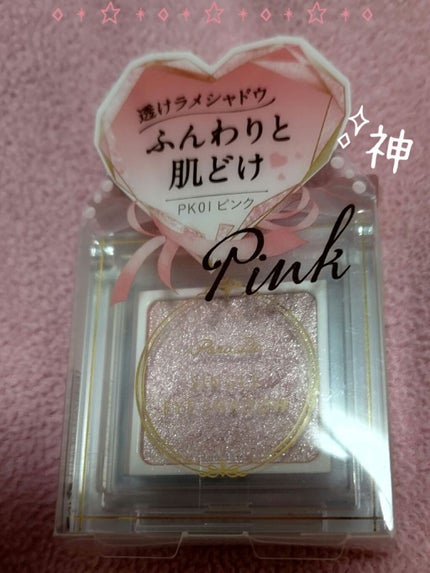 透けラメシャドウ
ふんわりと
肌どけ
PK01 ピンク
神
Pink